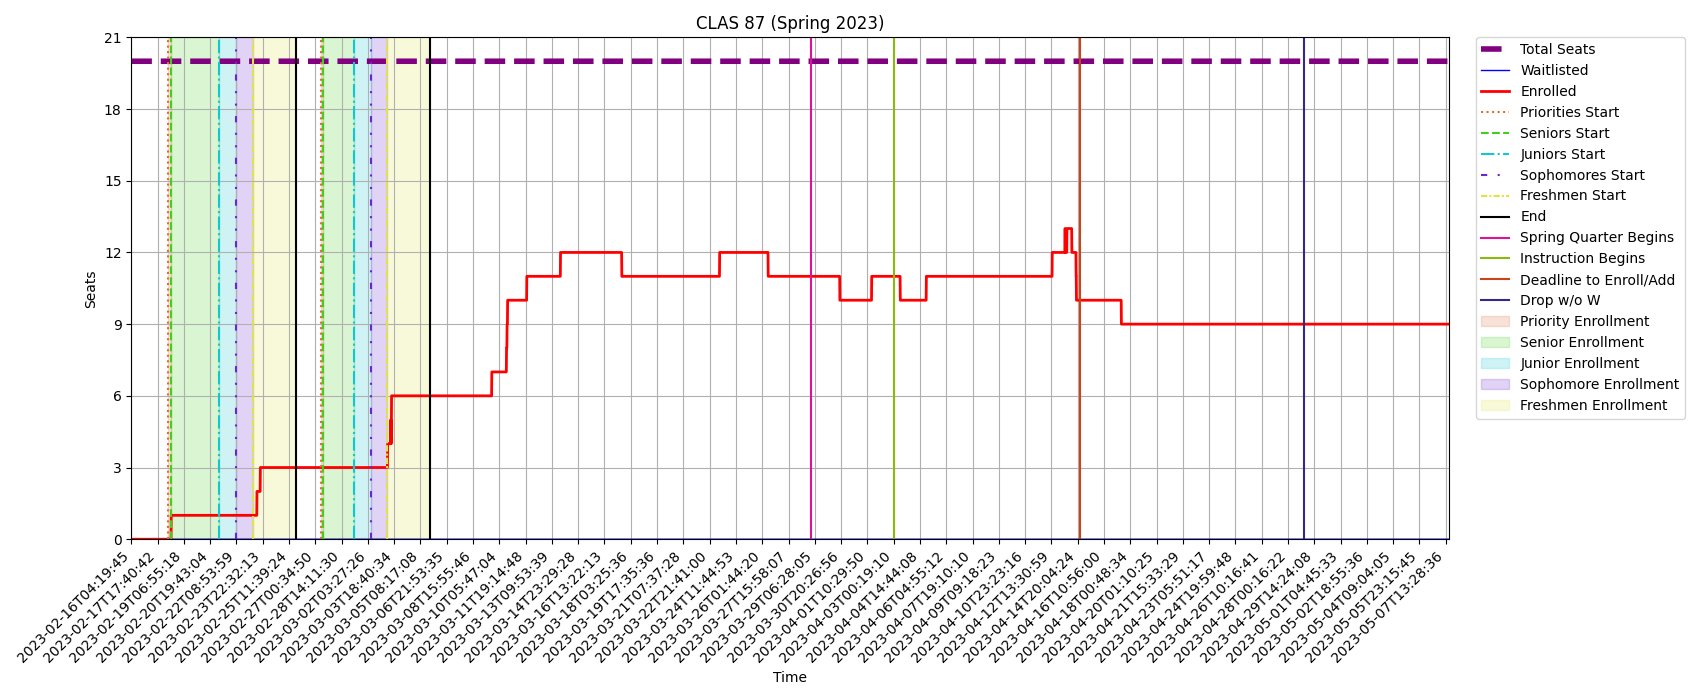 CLAS 87 (Spring 2023)
Seats
21
18
15
12
9
6
3
0
2023-02-16T04:19:45
2023-02-17T17:40:42
2023-02-19T06:55:18
2023-02-20T19:43:04
2023-02-22T08:53:59
2023-02-23T22:32:13
2023-02-25T11:39:24
2023-02-27T00:34:50
2023-02-28T14:11:30
2023-03-02T03:27:26
2023-03-03T18:40:34
2023-03-05T08:17:08
2023-03-06T21:53:35
2023-03-08T15:55:46
2023-03-10T05:47:04
2023-03-11T19:14:48
2023-03-13T09:53:39
2023-03-14T23:29:28
2023-03-16T13:22:13
2023-03-18T03:25:36
2023-03-19T17:35:36
2023-03-21T07:37:28
2023-03-22T21:41:00
2023-03-24T11:44:53
2023-03-26T01:44:20
2023-03-27T15:58:07
2023-03-29T06:28:05
2023-03-30T20:26:56
2023-04-01T10:29:50
2023-04-03T00:19:10
2023-04-04T14:44:08
2023-04-06T04:55:12
2023-04-07T19:10:10
2023-04-09T09:18:23
2023-04-10T23:23:16
2023-04-12T13:30:59
2023-04-14T20:04:24
2023-04-16T10:56:00
2023-04-18T00:48:34
2023-04-20T01:10:25
2023-04-21T15:33:29
2023-04-23T05:51:17
2023-04-24T19:59:48
2023-04-26T10:16:41
2023-04-28T00:16:22
2023-04-29T14:24:08
2023-05-01T04:45:33
2023-05-02T18:55:36
2023-05-04T09:04:05
2023-05-05T23:15:45
2023-05-07T13:28:36
Time
Total Seats
Waitlisted
Enrolled
Priorities Start
Seniors Start
Juniors Start
Sophomores Start
Freshmen Start
End
Spring Quarter Begins
Instruction Begins
Deadline to Enroll/Add
Drop w/o W
Priority Enrollment
Senior Enrollment
Junior Enrollment
Sophomore Enrollment
Freshmen Enrollment